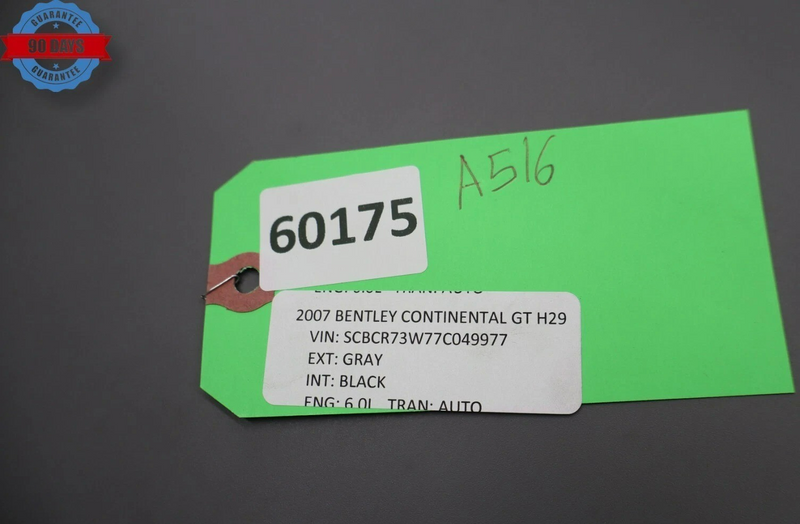 GUARANTEE
90 DAYS
GUARANTEE
A516
60175
2007 BENTLEY CONTINENTAL GT H29
VIN: SCBCR73W77C049977
EXT: GRAY
INT: BLACK
ENG: 6.0L TRAN: AUTO